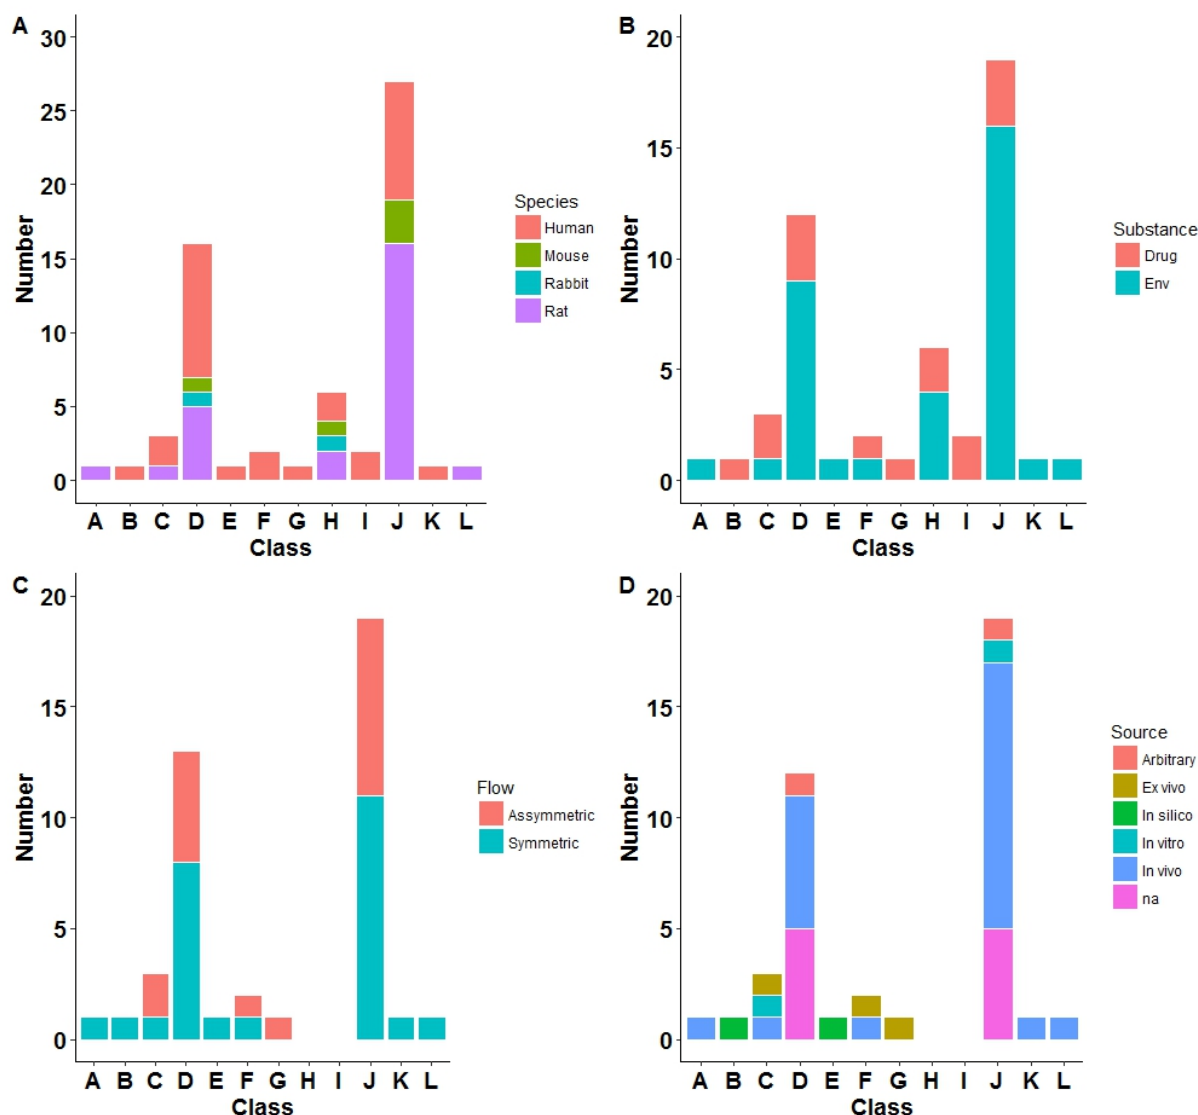 A
30
25
20
15
10
5
0
Number
A B C D E F G H I J K L
Class
Species
Human
Mouse
Rabbit
Rat
B
20
15
10
5
0
Number
A B C D E F G H I J K L
Class
Substance
Drug
Env
C
20
15
10
5
0
Number
A B C D E F G H I J K L
Class
Flow
Assymmetric
Symmetric
D
20
15
10
5
0
Number
A B C D E F G H I J K L
Class
Source
Arbitrary
Ex vivo
In silico
In vitro
In vivo
na